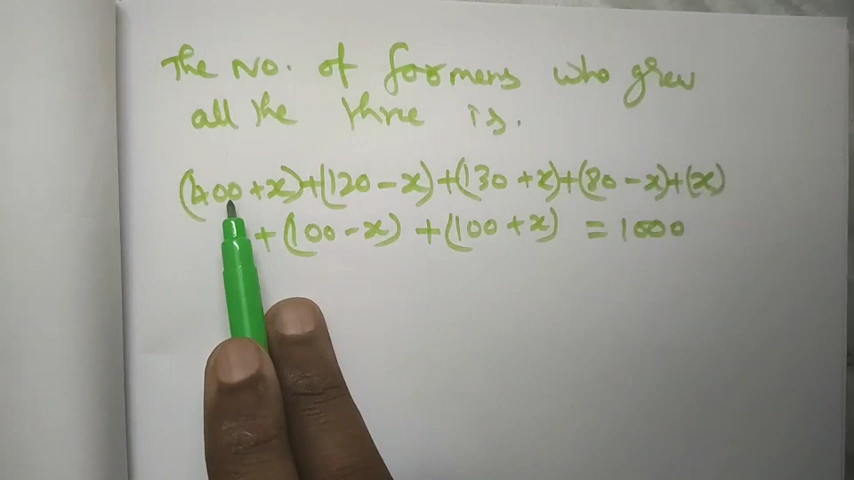 The No. of formers who grew
all the three is.
(400+x)+(120-x)+(130+x)+(80-x)+(x)
+(100-x)+(100+x) = 1000